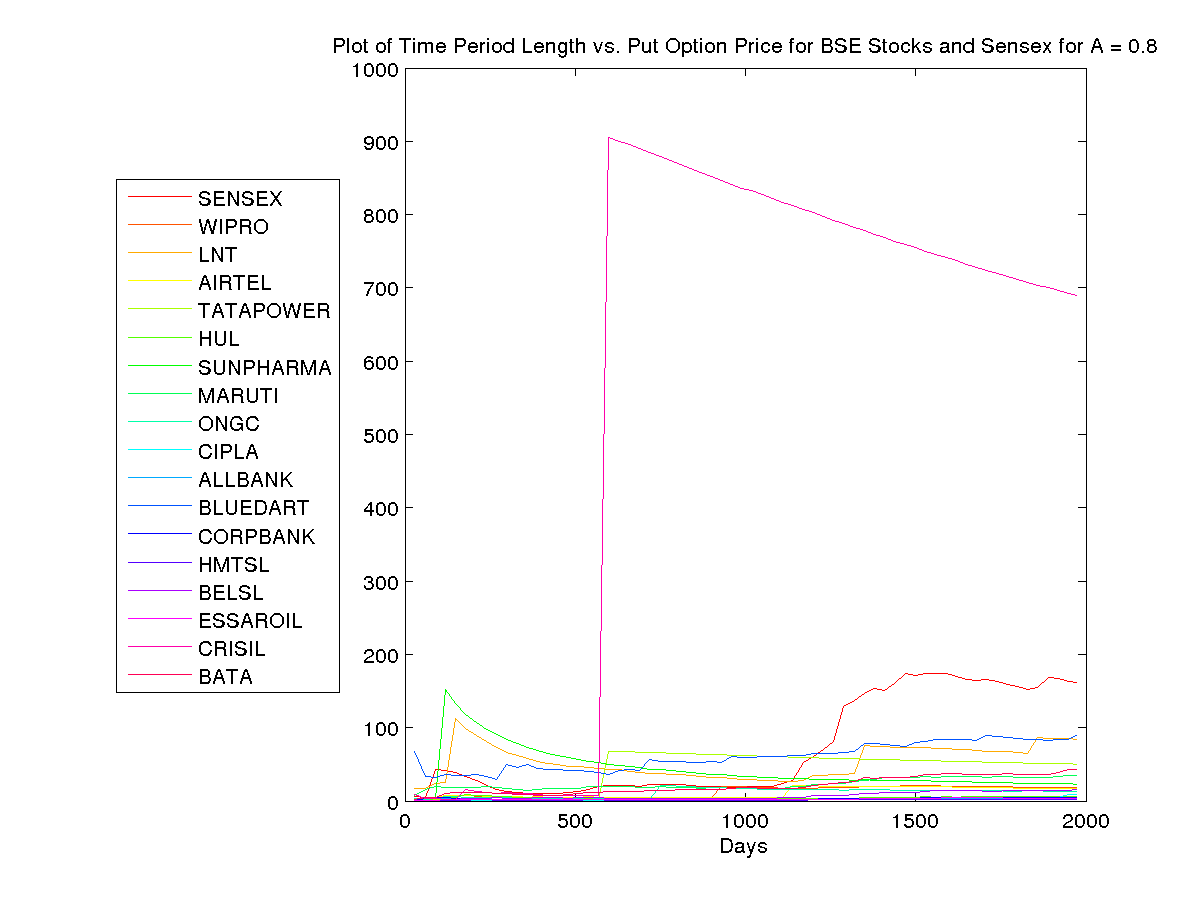 Plot of Time Period Length vs. Put Option Price for BSE Stocks and Sensex for A = 0.8
1000
900
800
700
600
500
400
300
200
100
0
0 500 1000 1500 2000
Days
SENSEX
WIPRO
LNT
AIRTEL
TATAPOWER
HUL
SUNPHARMA
MARUTI
ONGC
CIPLA
ALLBANK
BLUEDART
CORPBANK
HMTSL
BELSL
ESSAROIL
CRISIL
BATA